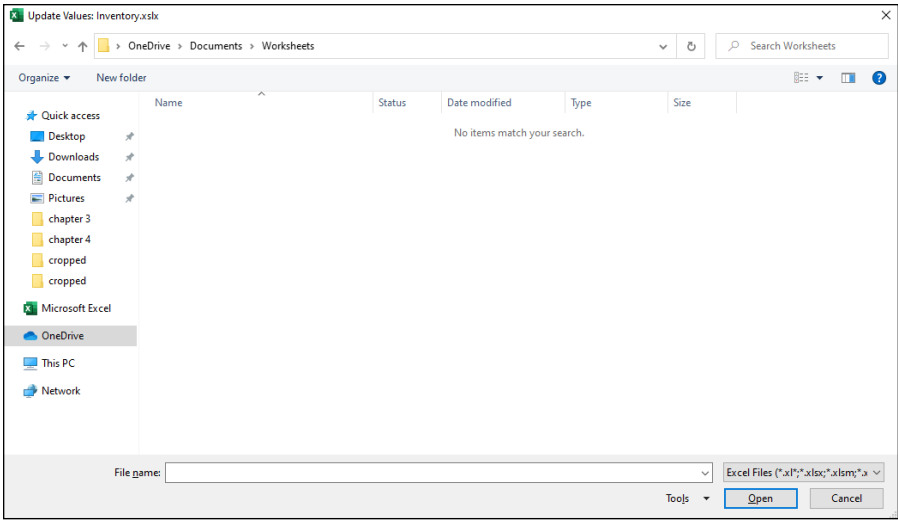 Update Values: Inventory.xslx
OneDrive > Documents > Worksheets
Search Worksheets
Organize
New folder
Name
Status
Date modified
Type
Size
No items match your search.
Quick access
Desktop
Downloads
Documents
Pictures
chapter 3
chapter 4
cropped
cropped
Microsoft Excel
OneDrive
This PC
Network
File name:
Excel Files (*.xl*;*.xlsx;*.xlsm;*.x
Tools
Open
Cancel